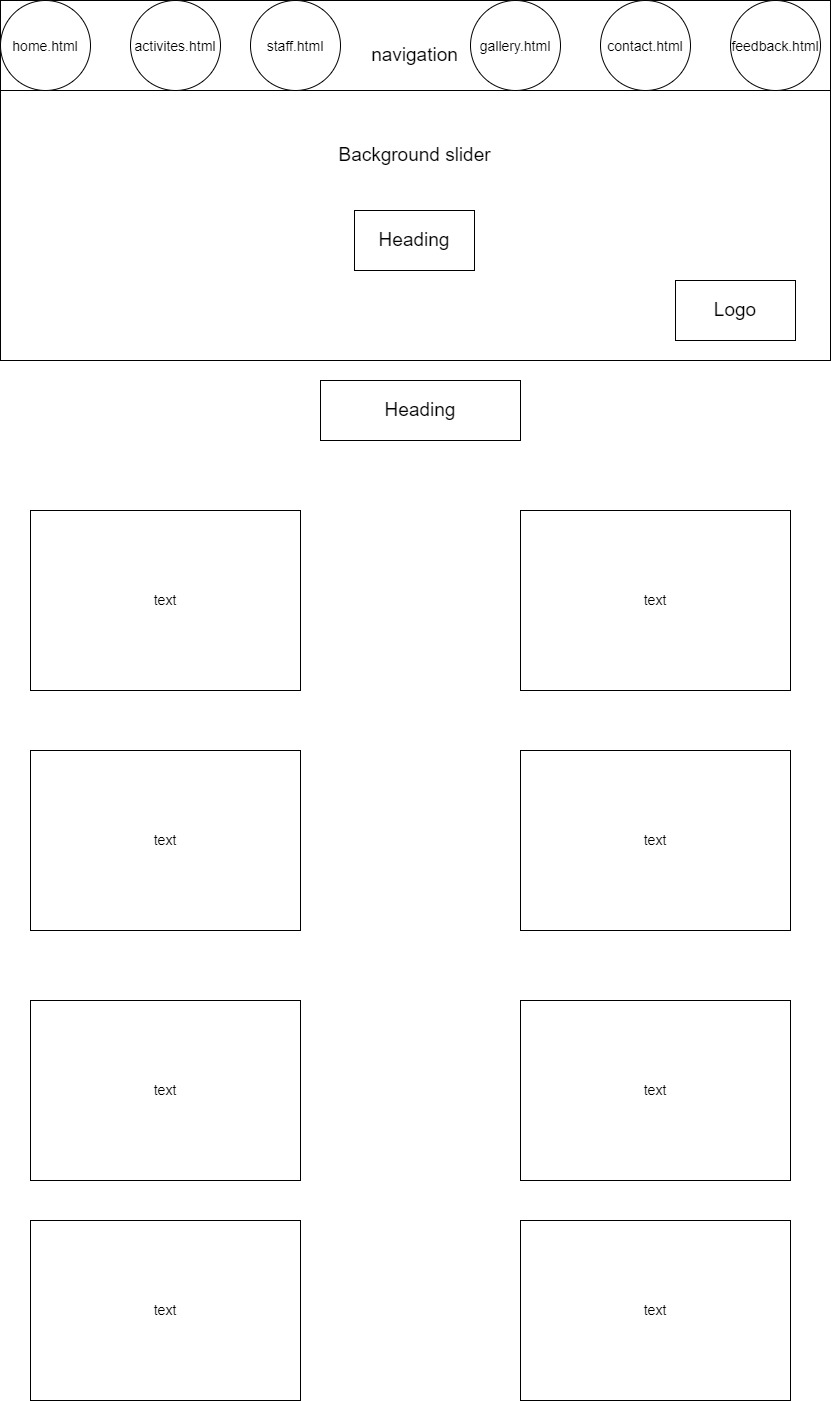 home.html
activites.html
staff.html
navigation
gallery.html
contact.html
feedback.html
Background slider
Heading
Logo
Heading
text
text
text
text
text
text
text
text